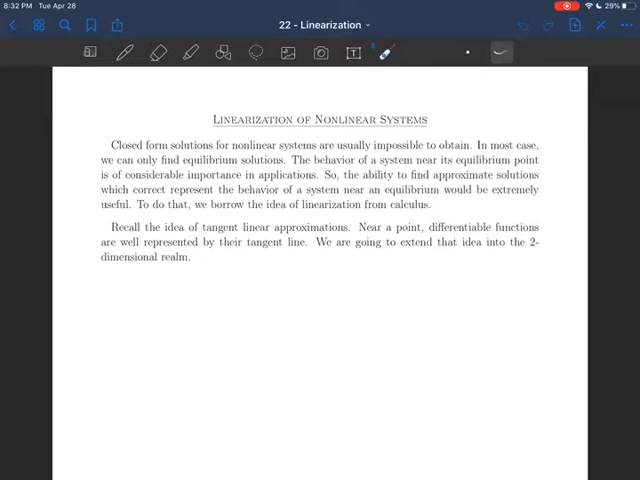 8:32 PM Tue Apr 28
29%
22 - Linearization
T
LINEARIZATION OF NONLINEAR SYSTEMS
Closed form solutions for nonlinear systems are usually impossible to obtain. In most case,
we can only find equilibrium solutions. The behavior of a system near its equilibrium point
is of considerable importance in applications. So, the ability to find approximate solutions
which correct represent the behavior of a system near an equilibrium would be extremely
useful. To do that, we borrow the idea of linearization from calculus.
Recall the idea of tangent linear approximations. Near a point, differentiable functions
are well represented by their tangent line. We are going to extend that idea into the 2-
dimensional realm.